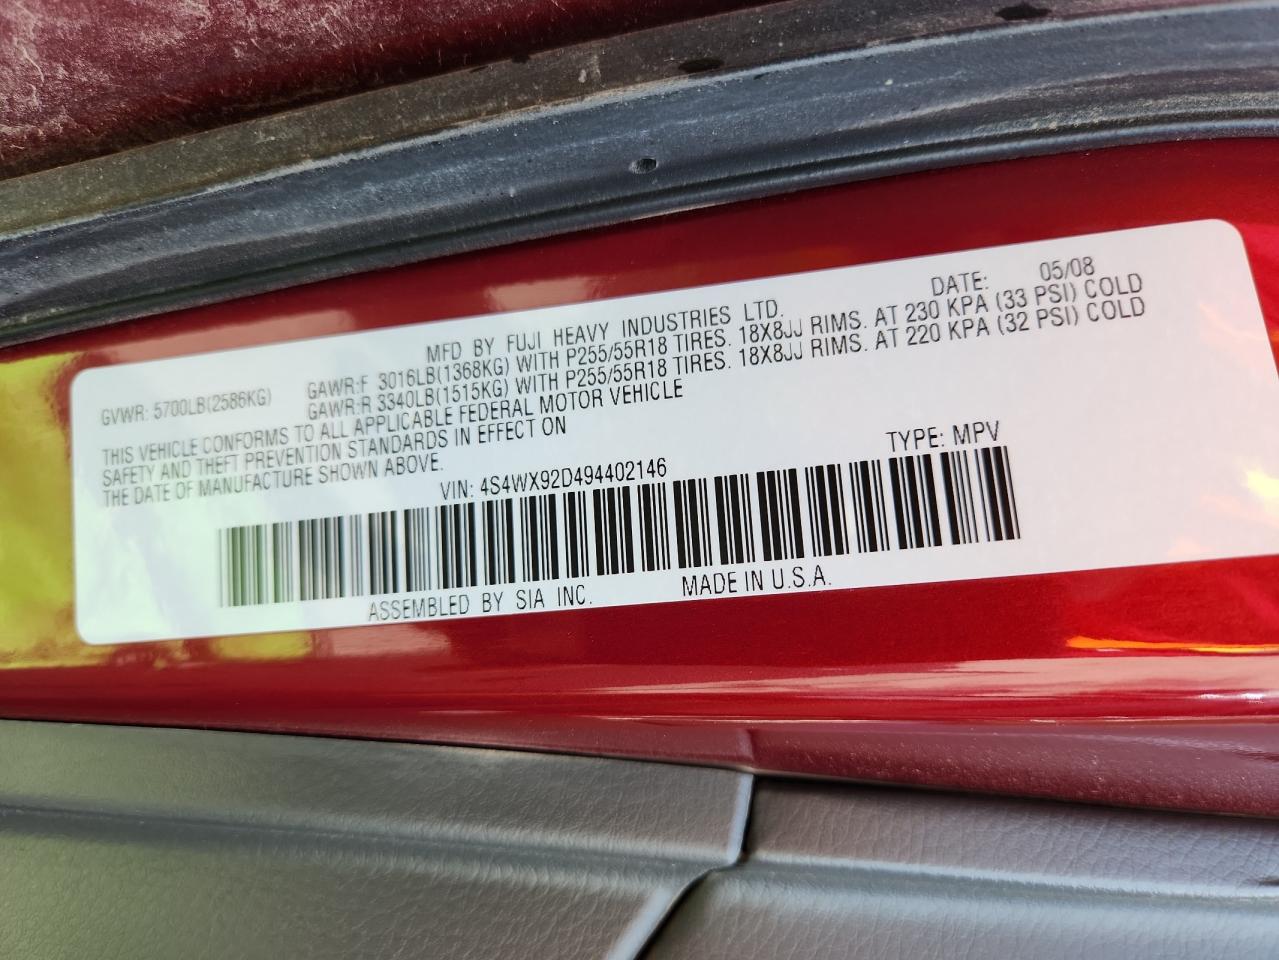 MFD BY FUJI HEAVY INDUSTRIES LTD. DATE: 05/08
GVWR: 5700LB(2586KG) GAWR:F 3016LB(1368KG) WITH P255/55R18 TIRES. 18X8JJ RIMS. AT 230 KPA (33 PSI) COLD
GAWR:R 3340LB(1515KG) WITH P255/55R18 TIRES. 18X8JJ RIMS. AT 220 KPA (32 PSI) COLD
THIS VEHICLE CONFORMS TO ALL APPLICABLE FEDERAL MOTOR VEHICLE
SAFETY AND THEFT PREVENTION STANDARDS IN EFFECT ON
THE DATE OF MANUFACTURE SHOWN ABOVE.
VIN: 4S4WX92D494402146 TYPE: MPV
ASSEMBLED BY SIA INC. MADE IN U.S.A.